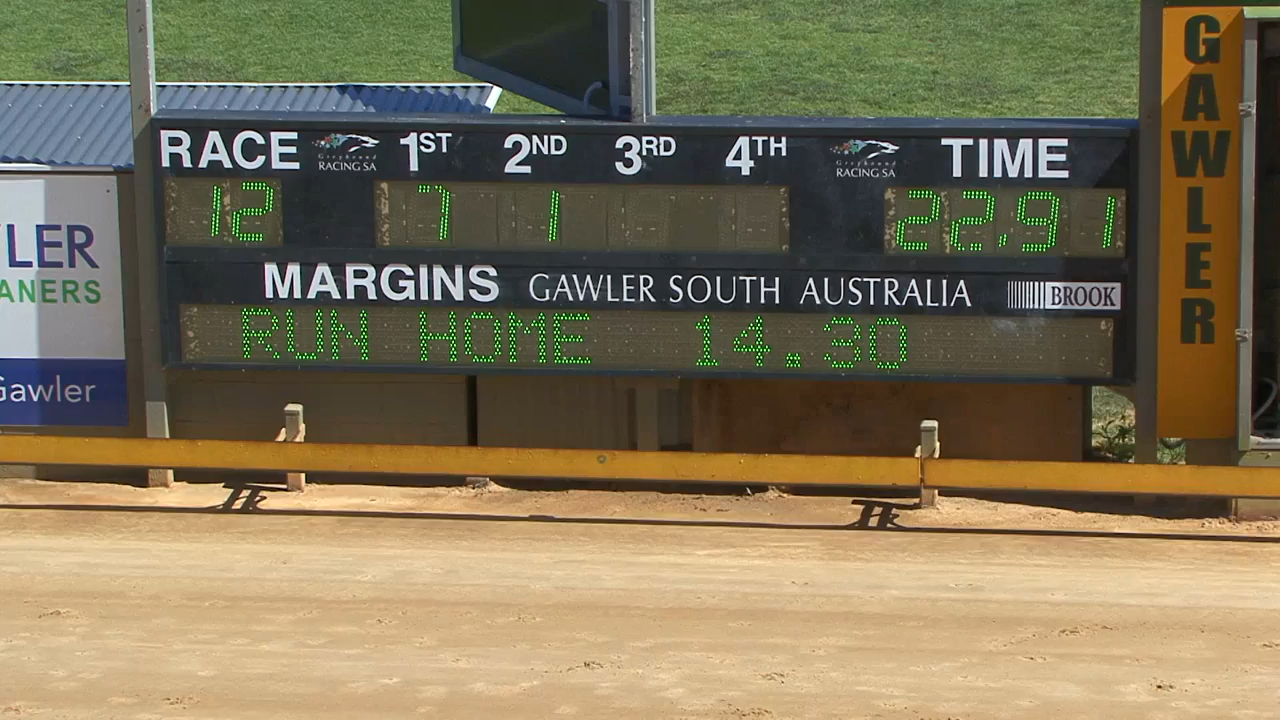 RACE Greyhound RACING SA 1ST 2ND 3RD 4TH Greyhound RACING SA TIME
12 7 1 22.91
MARGINS GAWLER SOUTH AUSTRALIA BROOK
RUN HOME 14.30
GAWLER
LER
ANERS
Gawler